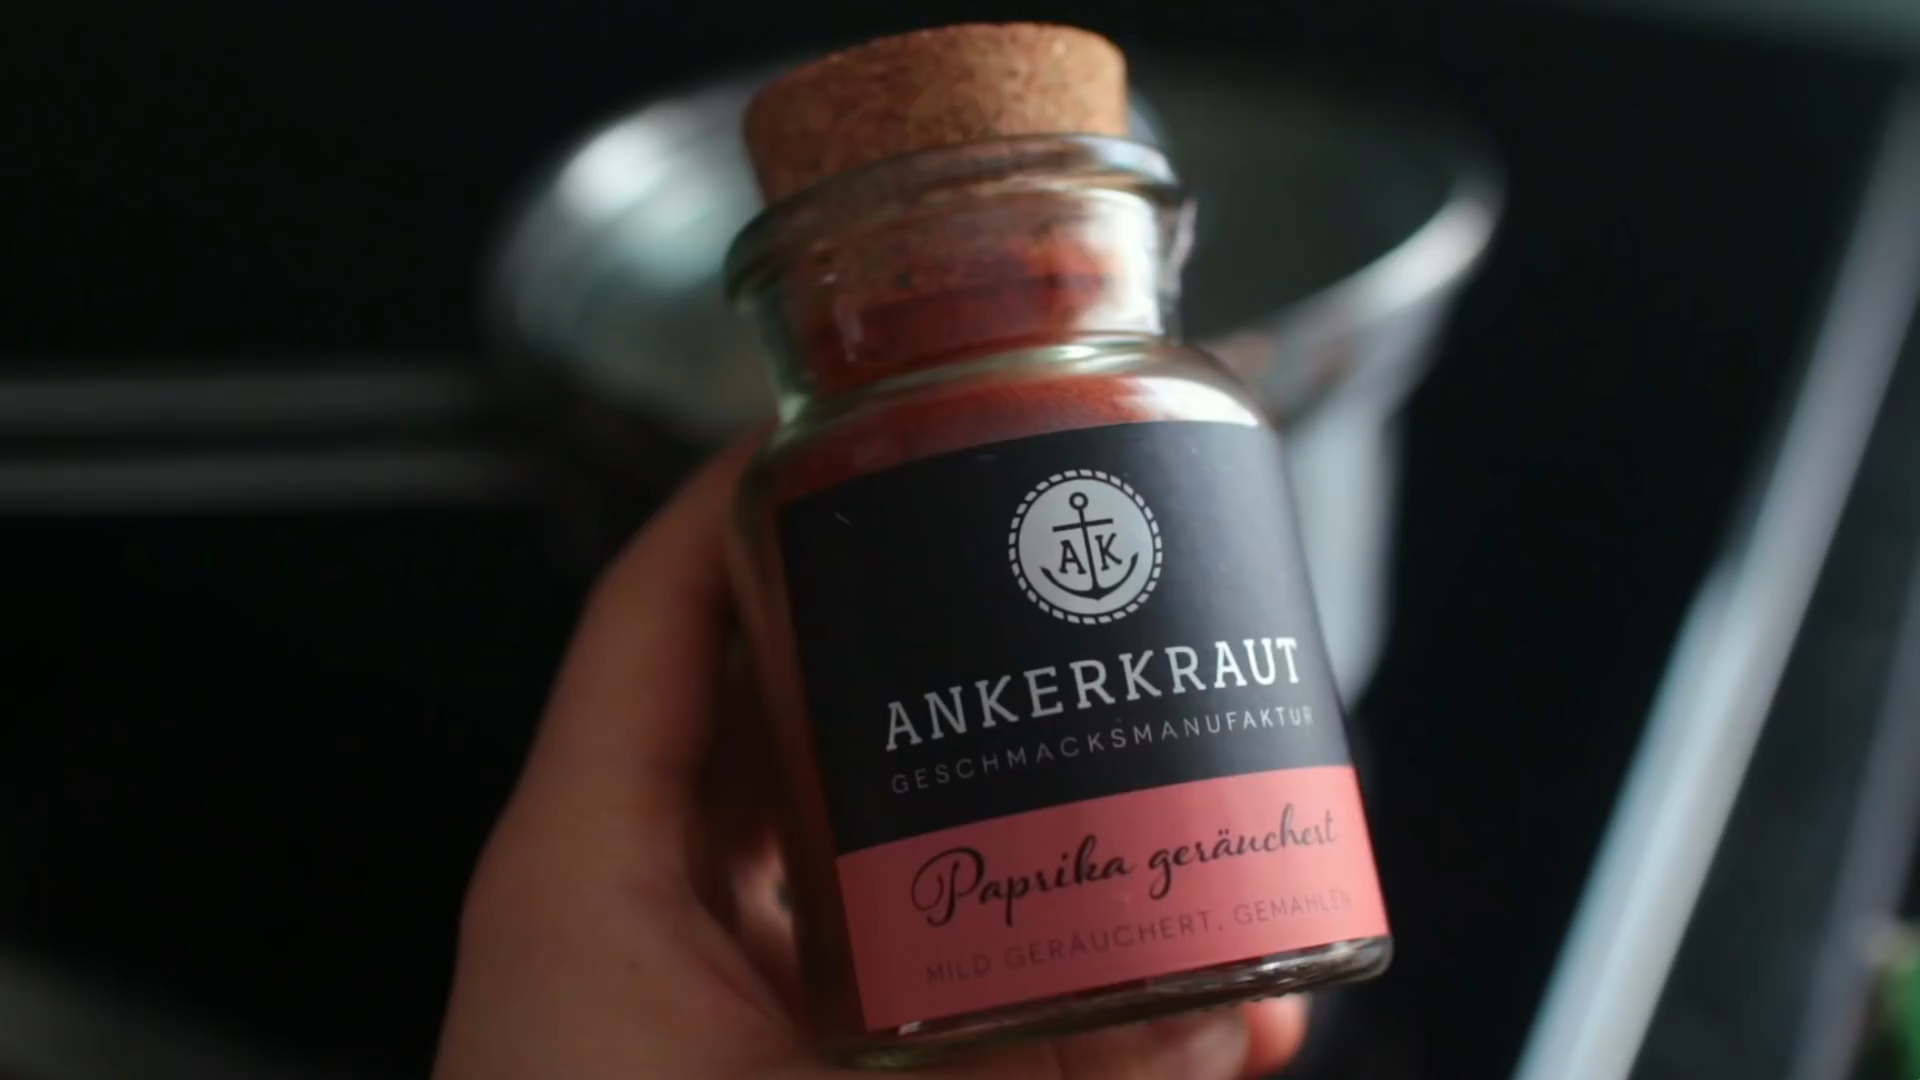 AK
ANKERKRAUT
GESCHMACKSMANUFAKTUR
Paprika geräuchert
MILD GERÄUCHERT, GEMAHLEN